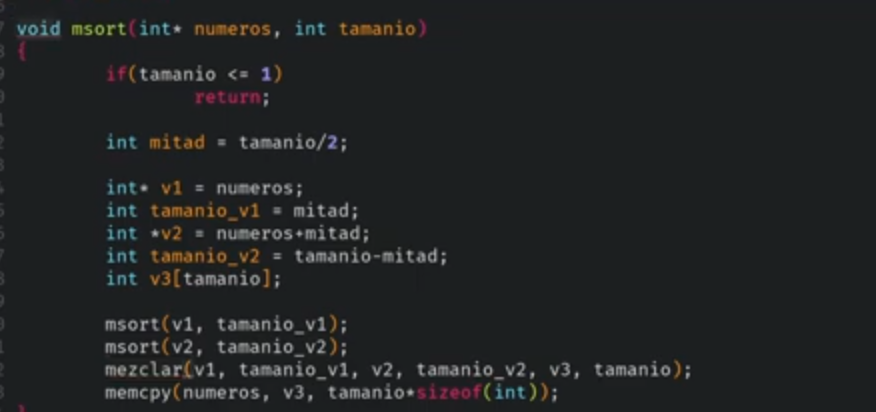 void msort(int* numeros, int tamanio)
{
if(tamanio <= 1)
return;
int mitad = tamanio/2;
int* v1 = numeros;
int tamanio_v1 = mitad;
int *v2 = numeros+mitad;
int tamanio_v2 = tamanio-mitad;
int v3[tamanio];
msort(v1, tamanio_v1);
msort(v2, tamanio_v2);
mezclar(v1, tamanio_v1, v2, tamanio_v2, v3, tamanio);
memcpy(numeros, v3, tamanio*sizeof(int));
}